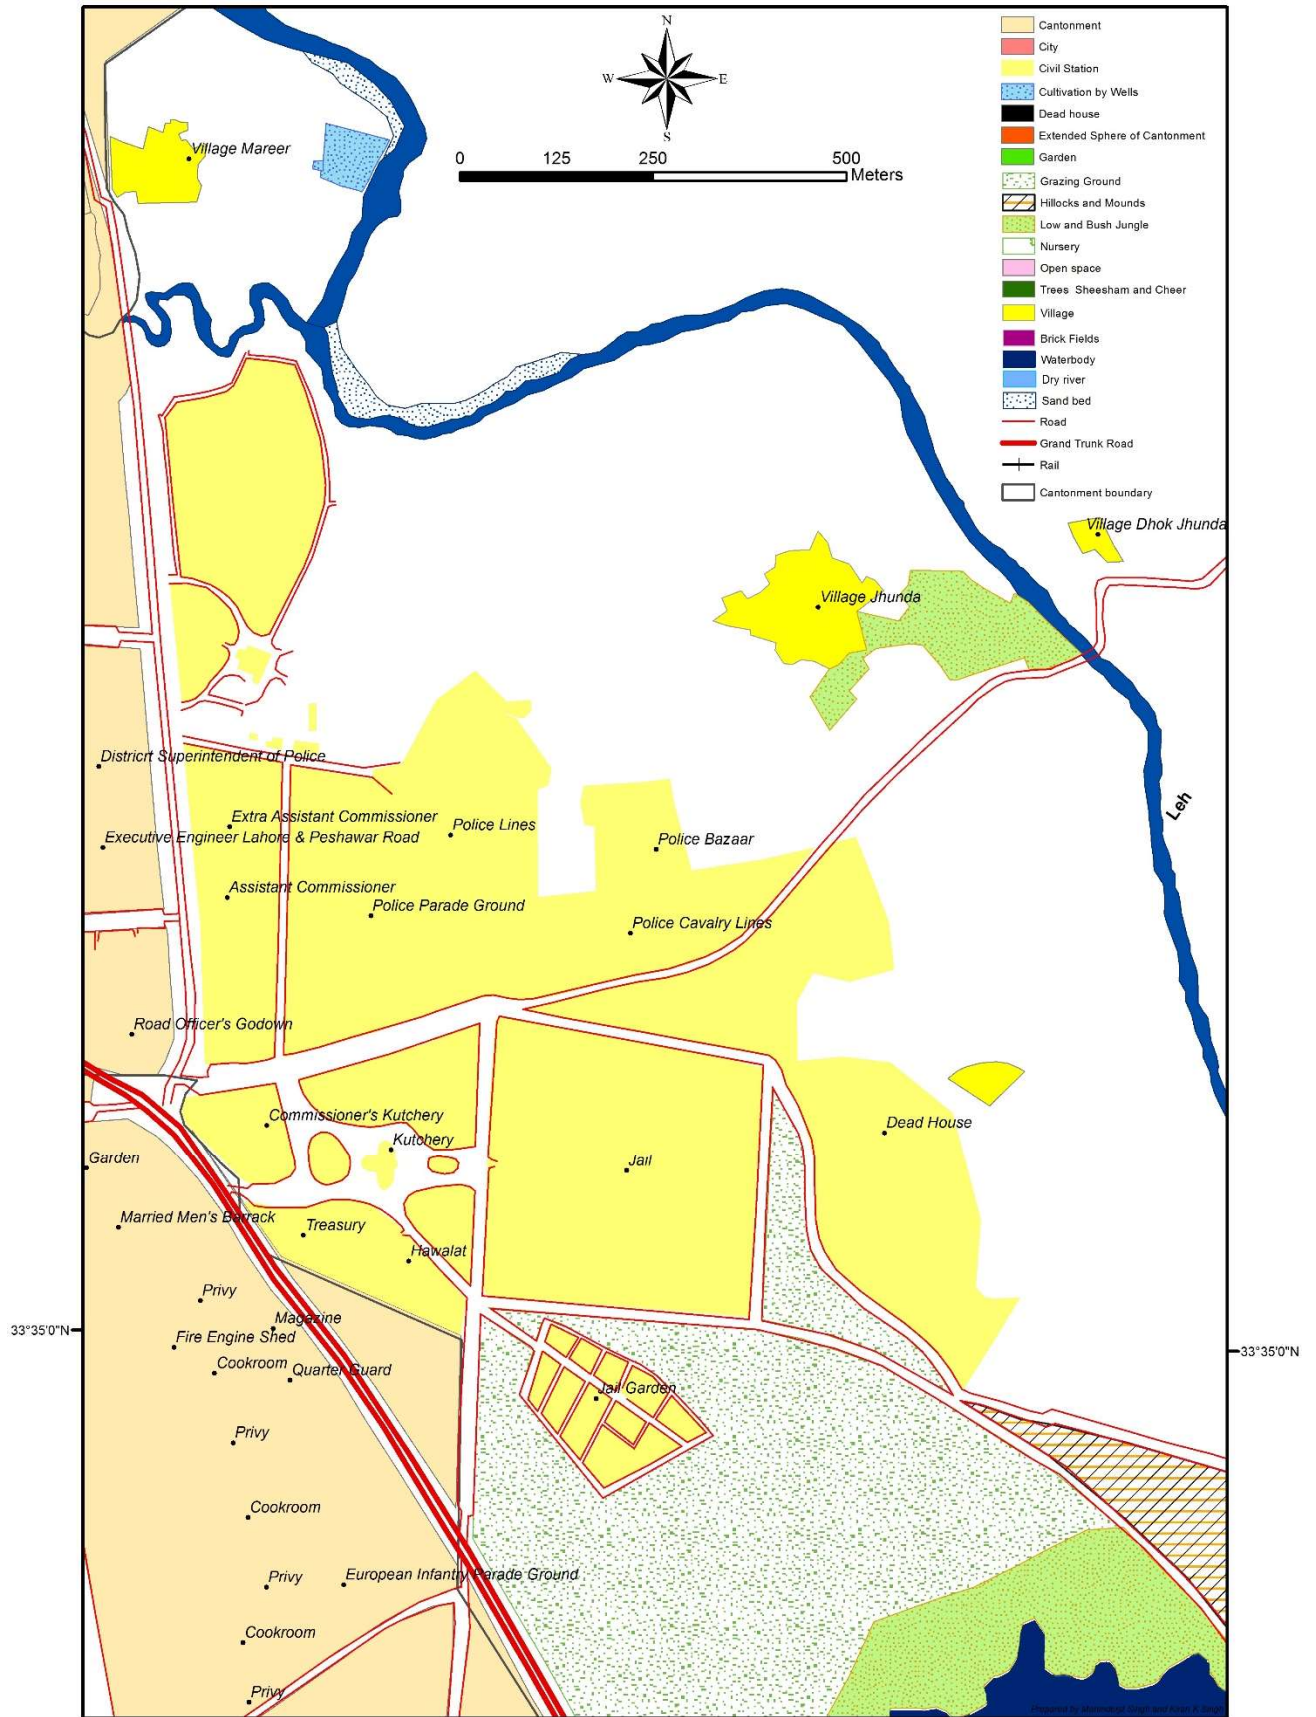 N
W
E
S
0 125 250 500
Meters
Cantonment
City
Civil Station
Cultivation by Wells
Dead house
Extended Sphere of Cantonment
Garden
Grazing Ground
Hillocks and Mounds
Low and Bush Jungle
Nursery
Open space
Trees Sheesham and Cheer
Village
Brick Fields
Waterbody
Dry river
Sand bed
Road
Grand Trunk Road
Rail
Cantonment boundary
Village Mareer
Village Dhok Jhunda
Village Jhunda
Leh
Districrt Superintendent of Police
Extra Assistant Commissioner
Police Lines
Executive Engineer Lahore & Peshawar Road
Police Bazaar
Assistant Commissioner
Police Parade Ground
Police Cavalry Lines
Road Officer's Godown
Commissioner's Kutchery
Dead House
Kutchery
Garden
Jail
Married Men's Barrack
Treasury
Hawalat
Privy
Magazine
33°35'0"N
Fire Engine Shed
33°35'0"N
Cookroom
Quarter Guard
Jail Garden
Privy
Cookroom
Privy
European Infantry Parade Ground
Cookroom
Privy
Prepared by